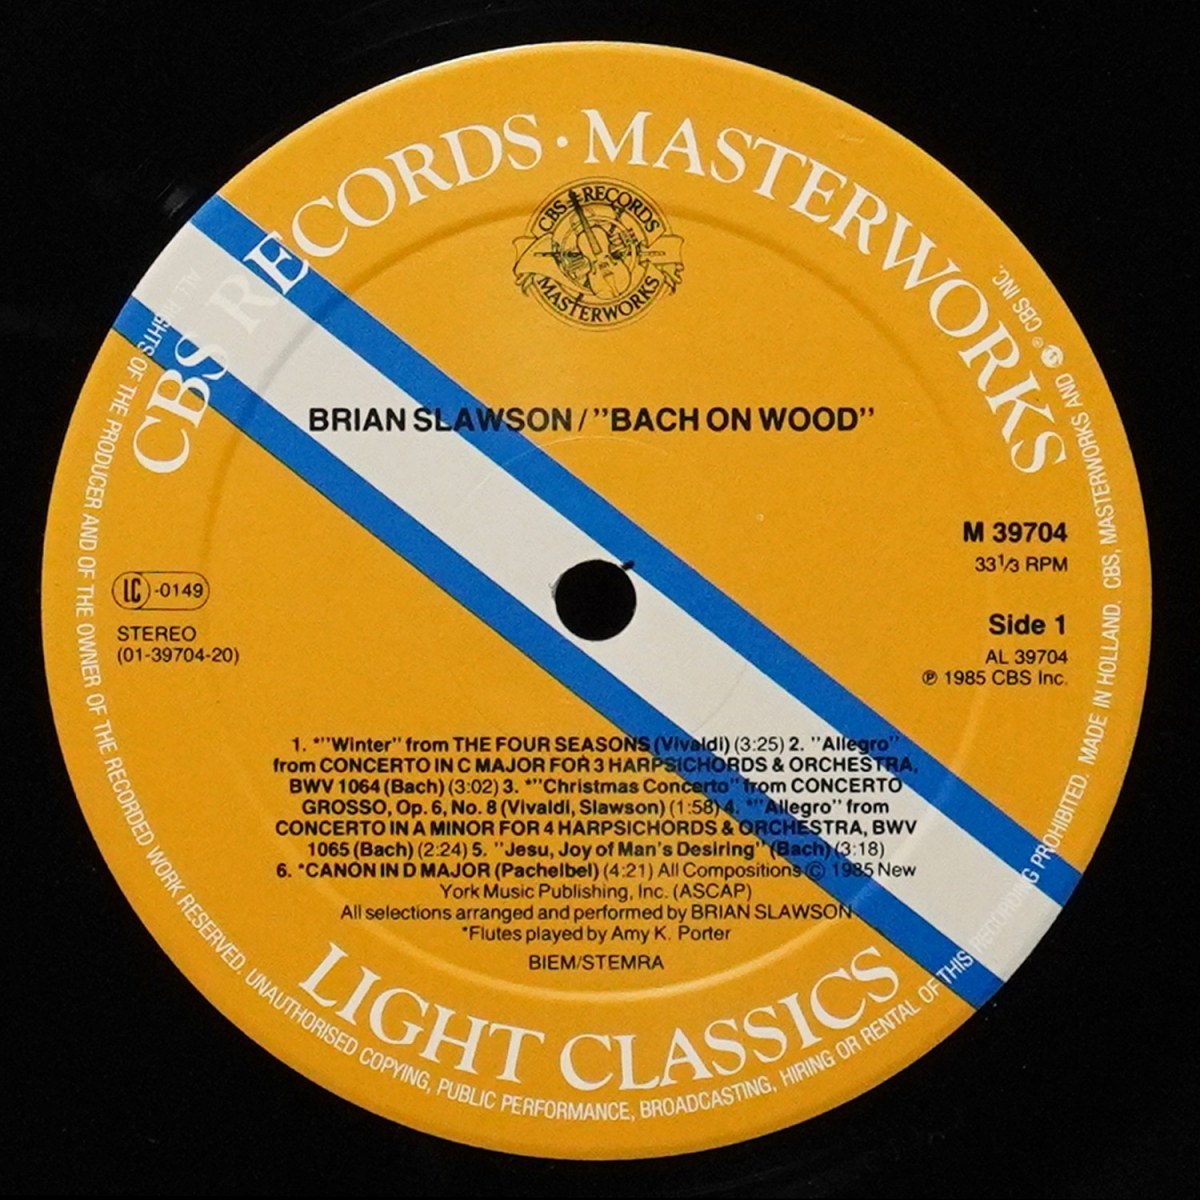 CBS RECORDS · MASTERWORKS
CBS RECORDS
MASTERWORKS
BRIAN SLAWSON/"BACH ON WOOD"
M 39704
33 1/3 RPM
LC-0149
STEREO
(01-39704-20)
Side 1
AL 39704
℗ 1985 CBS Inc.
1. *"Winter" from THE FOUR SEASONS (Vivaldi) (3:25) 2. "Allegro"
from CONCERTO IN C MAJOR FOR 3 HARPSICHORDS & ORCHESTRA,
BWV 1064 (Bach) (3:02) 3. *"Christmas Concerto" from CONCERTO
GROSSO, Op. 6, No. 8 (Vivaldi, Slawson) (1:58) 4. *"Allegro" from
CONCERTO IN A MINOR FOR 4 HARPSICHORDS & ORCHESTRA, BWV
1065 (Bach) (2:24) 5. "Jesu, Joy of Man's Desiring" (Bach) (3:18)
6. *CANON IN D MAJOR (Pachelbel) (4:21) All Compositions © 1985 New
York Music Publishing, Inc. (ASCAP)
All selections arranged and performed by BRIAN SLAWSON
*Flutes played by Amy K. Porter
BIEM/STEMRA
LIGHT CLASSICS
ALL RIGHTS OF THE PRODUCER AND OF THE OWNER OF THE RECORDED WORK RESERVED. UNAUTHORISED COPYING, PUBLIC PERFORMANCE, BROADCASTING, HIRING OR RENTAL OF THIS RECORDING PROHIBITED. MADE IN HOLLAND. CBS, MASTERWORKS AND ® CBS INC.